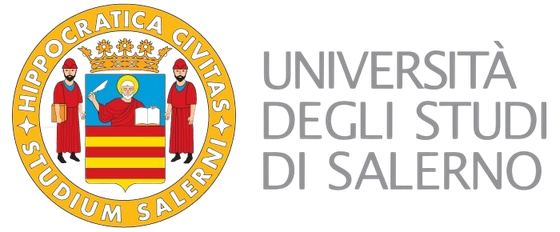 HIPPOCRATICA CIVITAS
STUDIUM SALERNI
UNIVERSITÀ
DEGLI STUDI
DI SALERNO